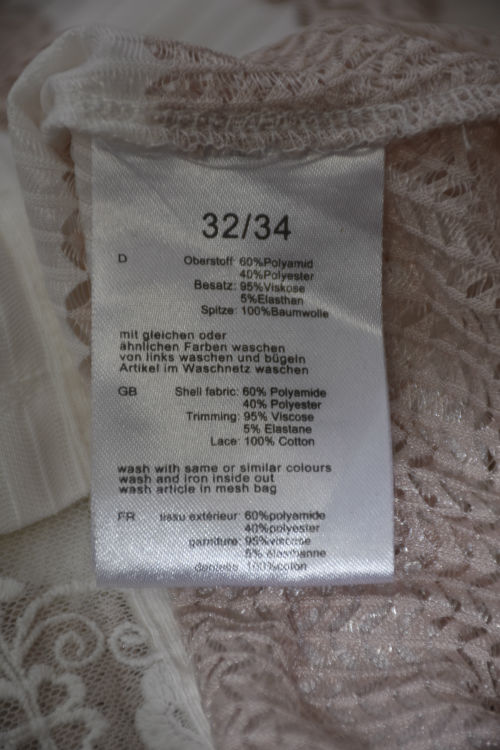 32/34
D Oberstoff: 60%Polyamid
40%Polyester
Besatz: 95%Viskose
5%Elasthan
Spitze: 100%Baumwolle
mit gleichen oder
ähnlichen Farben waschen
von links waschen und bügeln
Artikel im Waschnetz waschen
GB Shell fabric: 60% Polyamide
40% Polyester
Trimming: 95% Viscose
5% Elastane
Lace: 100% Cotton
wash with same or similar colours
wash and iron inside out
wash article in mesh bag
FR tissu extérieur: 60%polyamide
40%polyester
garniture: 95%viscose
5% élasthanne
dentelle: 100%coton